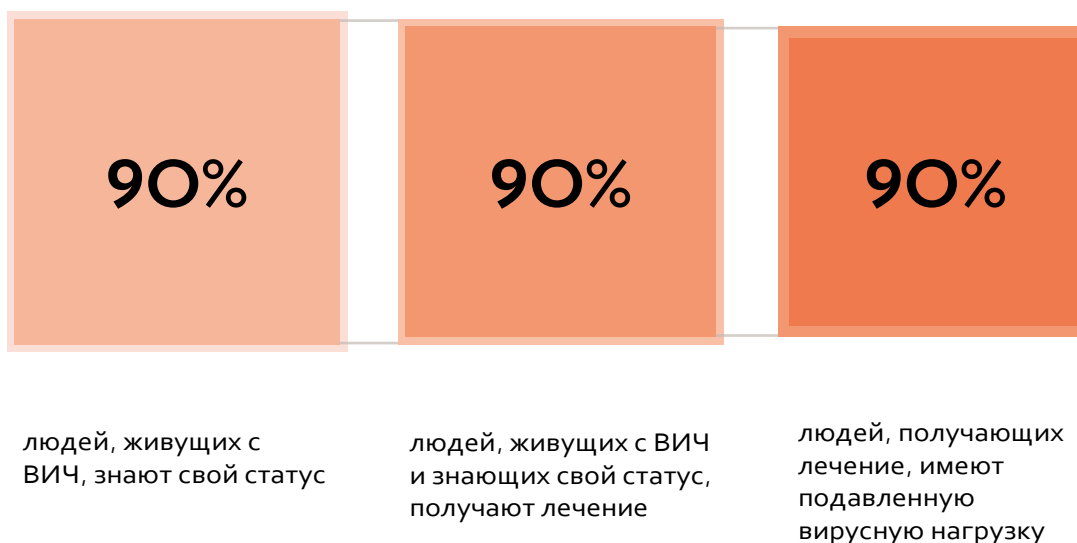 90%
90%
90%
людей, живущих с
ВИЧ, знают свой статус
людей, живущих с ВИЧ
и знающих свой статус,
получают лечение
людей, получающих
лечение, имеют
подавленную
вирусную нагрузку